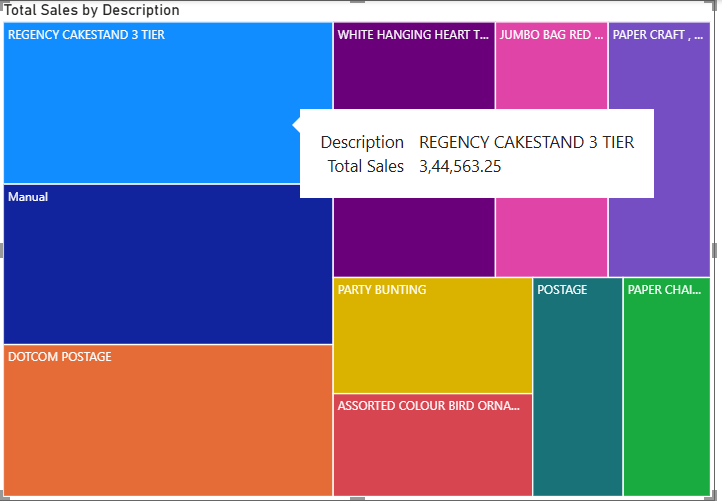 Total Sales by Description
REGENCY CAKESTAND 3 TIER
WHITE HANGING HEART T...
JUMBO BAG RED ...
PAPER CRAFT , ...
Description REGENCY CAKESTAND 3 TIER
Total Sales 3,44,563.25
Manual
PARTY BUNTING
POSTAGE
PAPER CHAI...
DOTCOM POSTAGE
ASSORTED COLOUR BIRD ORNA...